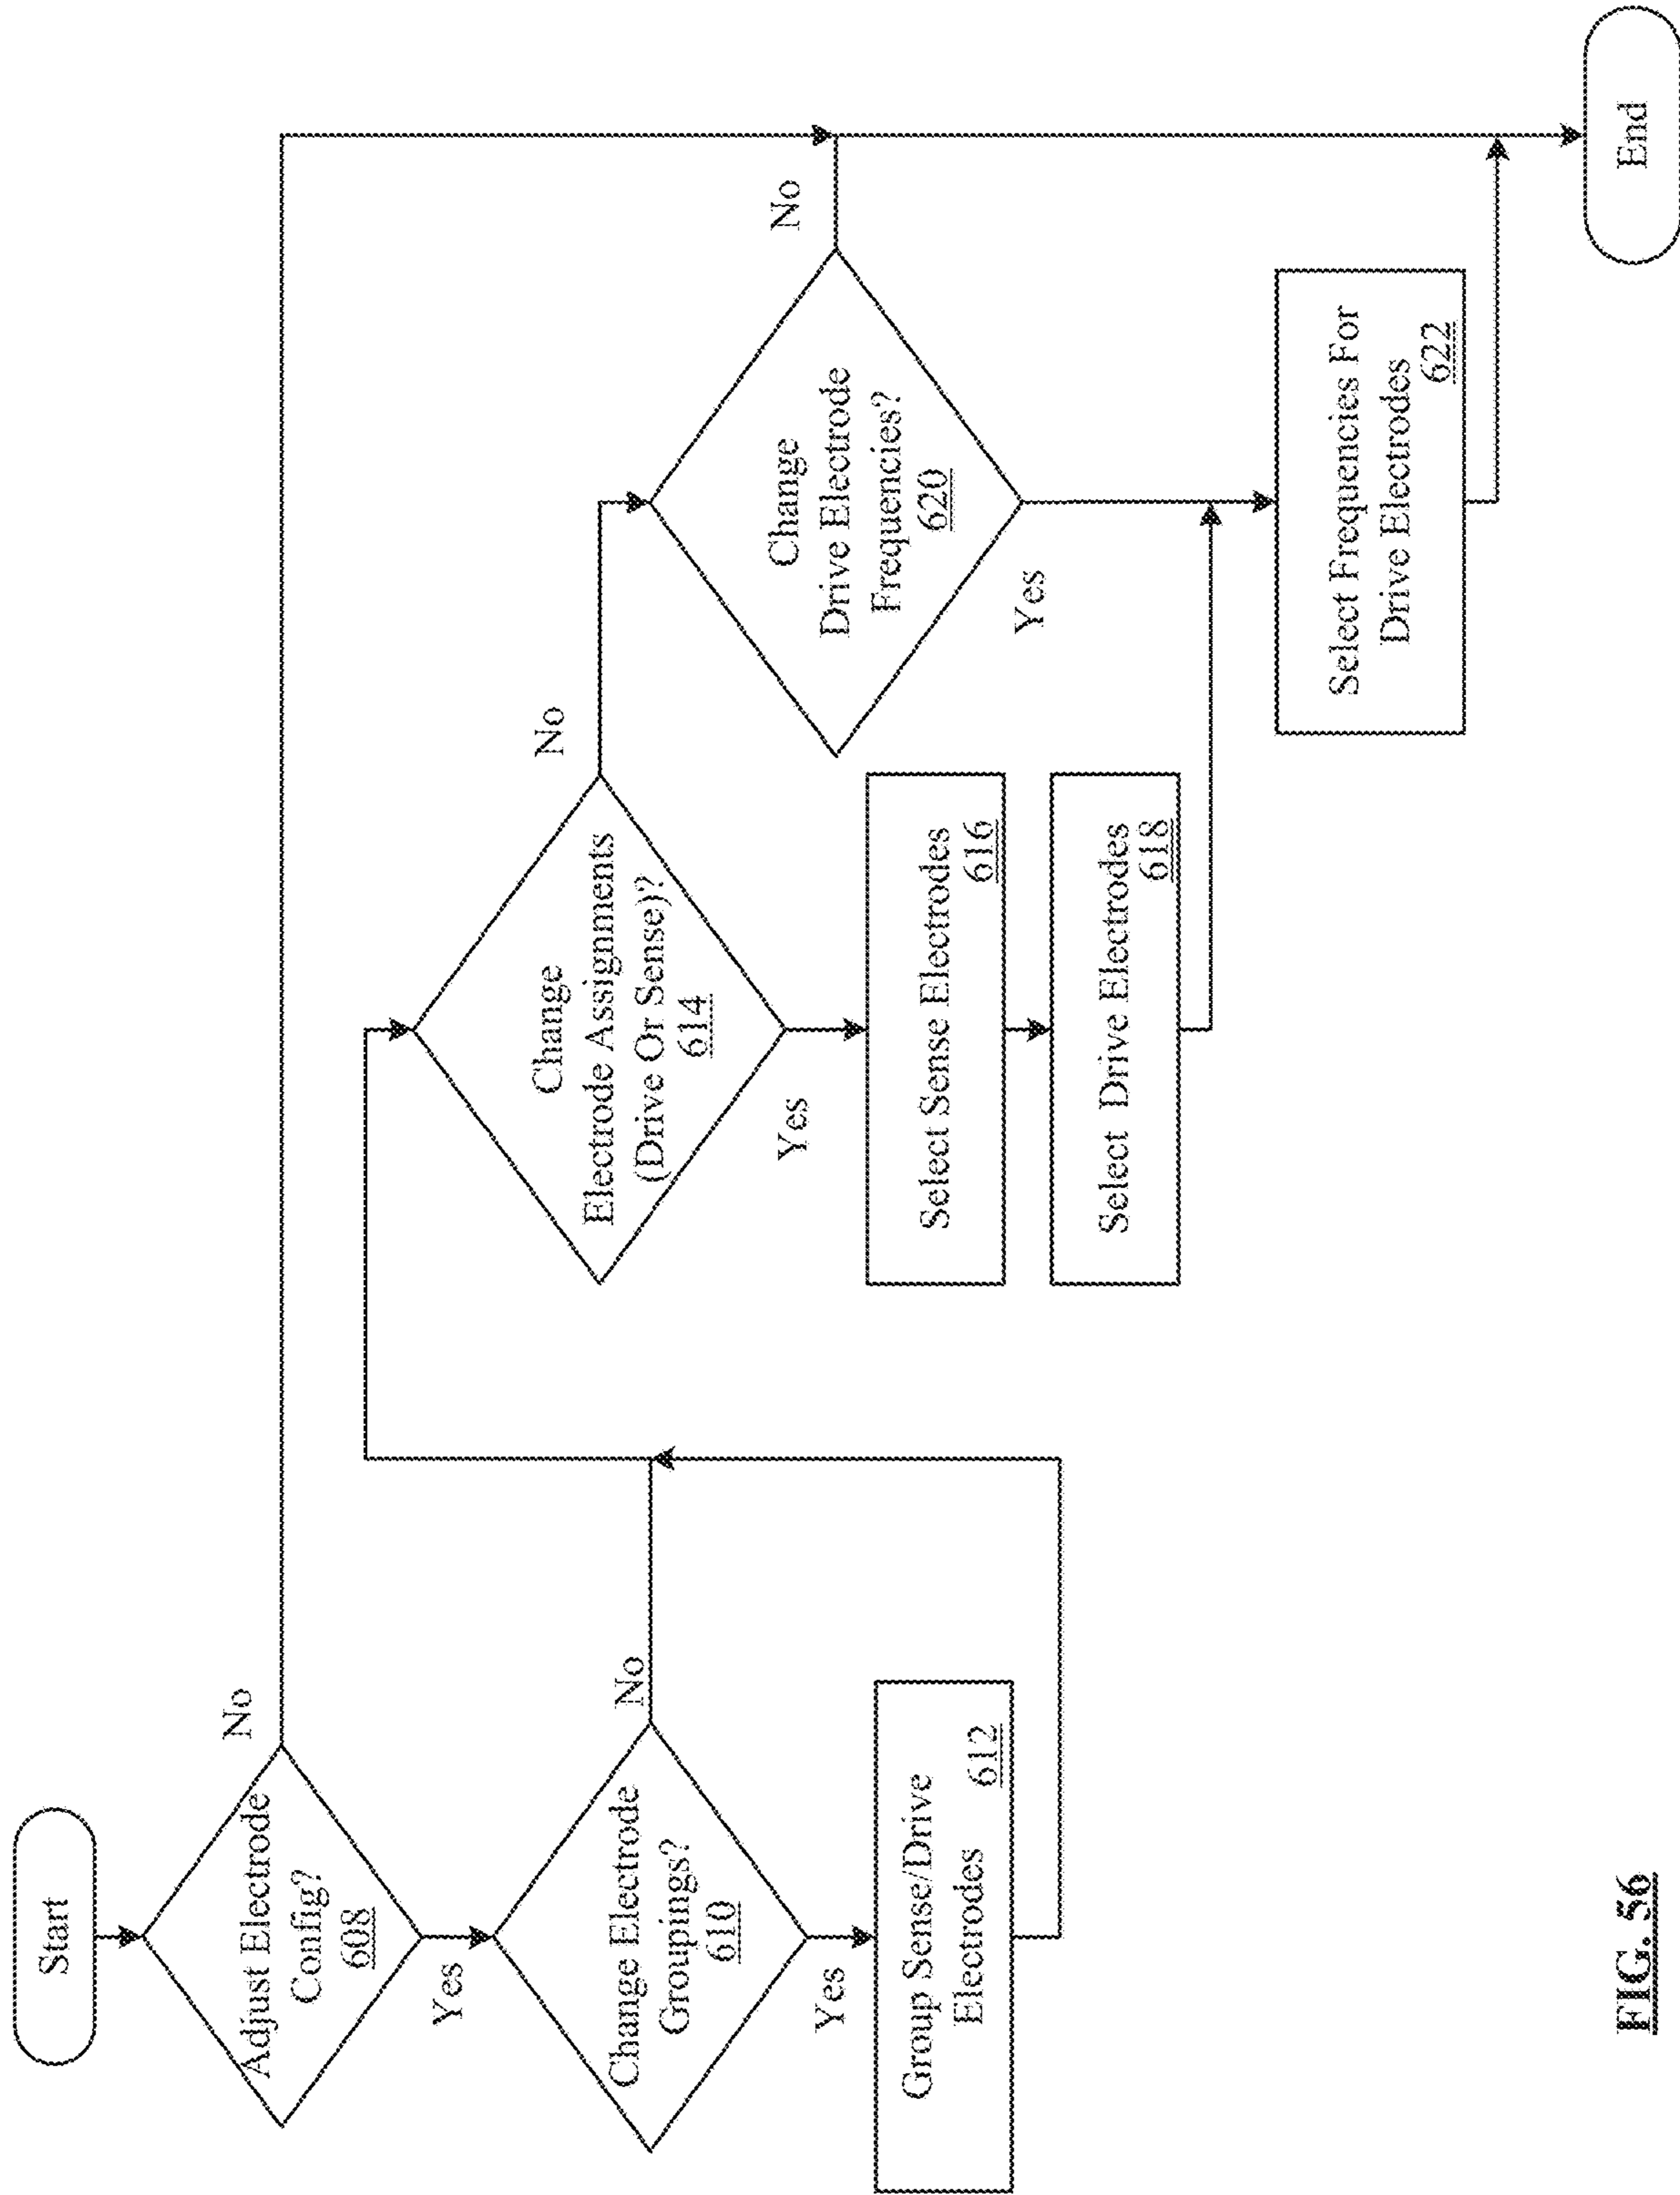 Start
Adjust Electrode
Config?
608
No
Yes
Change Electrode
Groupings?
610
No
Yes
Group Sense/Drive
Electrodes
612
Change
Electrode Assignments
(Drive Or Sense)?
614
No
Yes
Select Sense Electrodes
616
Select Drive Electrodes
618
Change
Drive Electrode
Frequencies?
620
No
Yes
Select Frequencies For
Drive Electrodes
622
End
FIG. 56